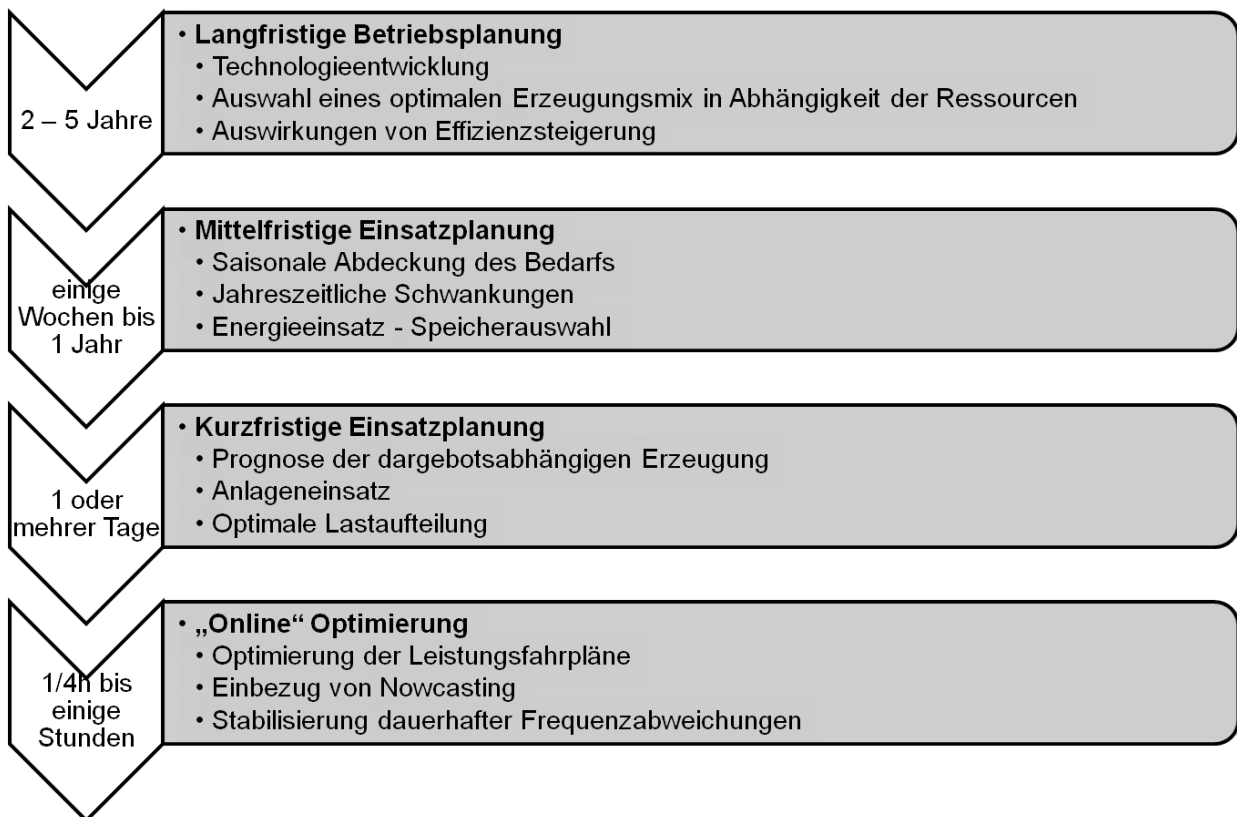 2 – 5 Jahre
• Langfristige Betriebsplanung
• Technologieentwicklung
• Auswahl eines optimalen Erzeugungsmix in Abhängigkeit der Ressourcen
• Auswirkungen von Effizienzsteigerung
einige
Wochen bis
1 Jahr
• Mittelfristige Einsatzplanung
• Saisonale Abdeckung des Bedarfs
• Jahreszeitliche Schwankungen
• Energieeinsatz - Speicherauswahl
1 oder
mehrer Tage
• Kurzfristige Einsatzplanung
• Prognose der dargebotsabhängigen Erzeugung
• Anlageneinsatz
• Optimale Lastaufteilung
1/4h bis
einige
Stunden
• „Online“ Optimierung
• Optimierung der Leistungsfahrpläne
• Einbezug von Nowcasting
• Stabilisierung dauerhafter Frequenzabweichungen